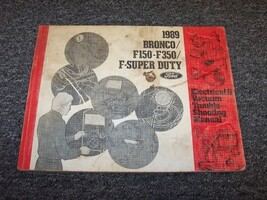 1989
BRONCO/
F150-F350/
F-SUPER DUTY
Ford
Electrical &
Vacuum
Trouble-
Shooting
Manual